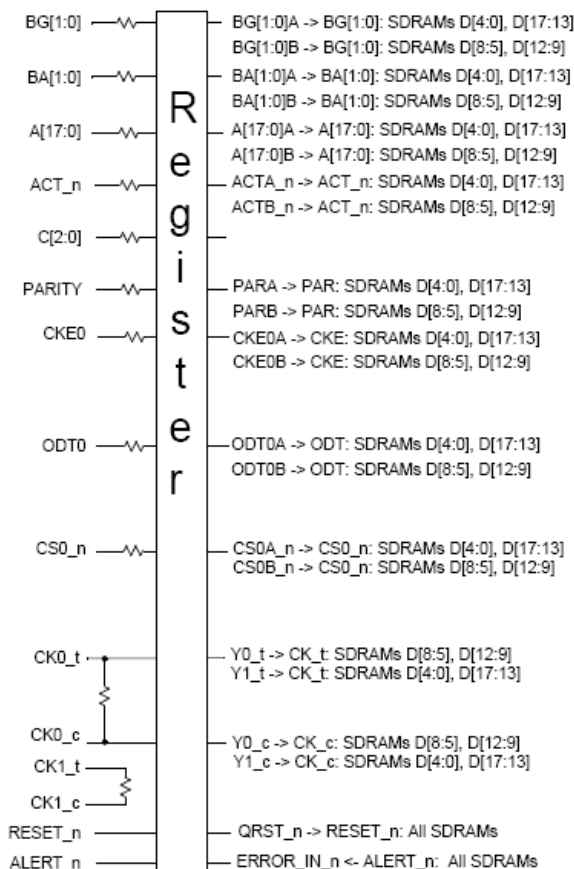 BG[1:0]
BG[1:0]A -> BG[1:0]: SDRAMs D[4:0], D[17:13]
BG[1:0]B -> BG[1:0]: SDRAMs D[8:5], D[12:9]
BA[1:0]
BA[1:0]A -> BA[1:0]: SDRAMs D[4:0], D[17:13]
BA[1:0]B -> BA[1:0]: SDRAMs D[8:5], D[12:9]
A[17:0]
A[17:0]A -> A[17:0]: SDRAMs D[4:0], D[17:13]
A[17:0]B -> A[17:0]: SDRAMs D[8:5], D[12:9]
ACT_n
ACTA_n -> ACT_n: SDRAMs D[4:0], D[17:13]
ACTB_n -> ACT_n: SDRAMs D[8:5], D[12:9]
C[2:0]
PARITY
PARA -> PAR: SDRAMs D[4:0], D[17:13]
PARB -> PAR: SDRAMs D[8:5], D[12:9]
CKE0
CKE0A -> CKE: SDRAMs D[4:0], D[17:13]
CKE0B -> CKE: SDRAMs D[8:5], D[12:9]
ODT0
ODT0A -> ODT: SDRAMs D[4:0], D[17:13]
ODT0B -> ODT: SDRAMs D[8:5], D[12:9]
CS0_n
CS0A_n -> CS0_n: SDRAMs D[4:0], D[17:13]
CS0B_n -> CS0_n: SDRAMs D[8:5], D[12:9]
CK0_t
Y0_t -> CK_t: SDRAMs D[8:5], D[12:9]
Y1_t -> CK_t: SDRAMs D[4:0], D[17:13]
CK0_c
Y0_c -> CK_c: SDRAMs D[8:5], D[12:9]
Y1_c -> CK_c: SDRAMs D[4:0], D[17:13]
CK1_t
CK1_c
RESET_n
QRST_n -> RESET_n: All SDRAMs
ALERT_n
ERROR_IN_n <- ALERT_n: All SDRAMs
Register